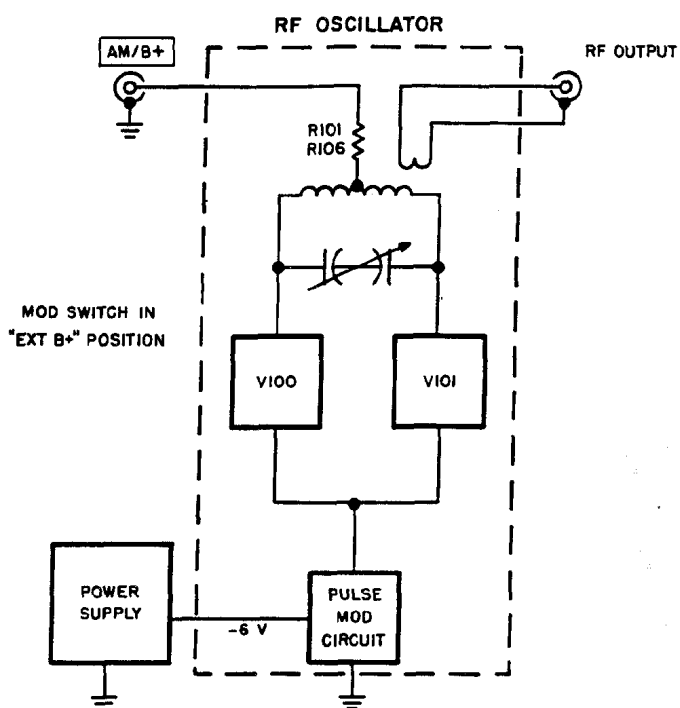 RF OSCILLATOR
AM/B+
RF OUTPUT
R101
R106
MOD SWITCH IN
"EXT B+" POSITION
V100
V101
POWER
SUPPLY
-6 V
PULSE
MOD
CIRCUIT